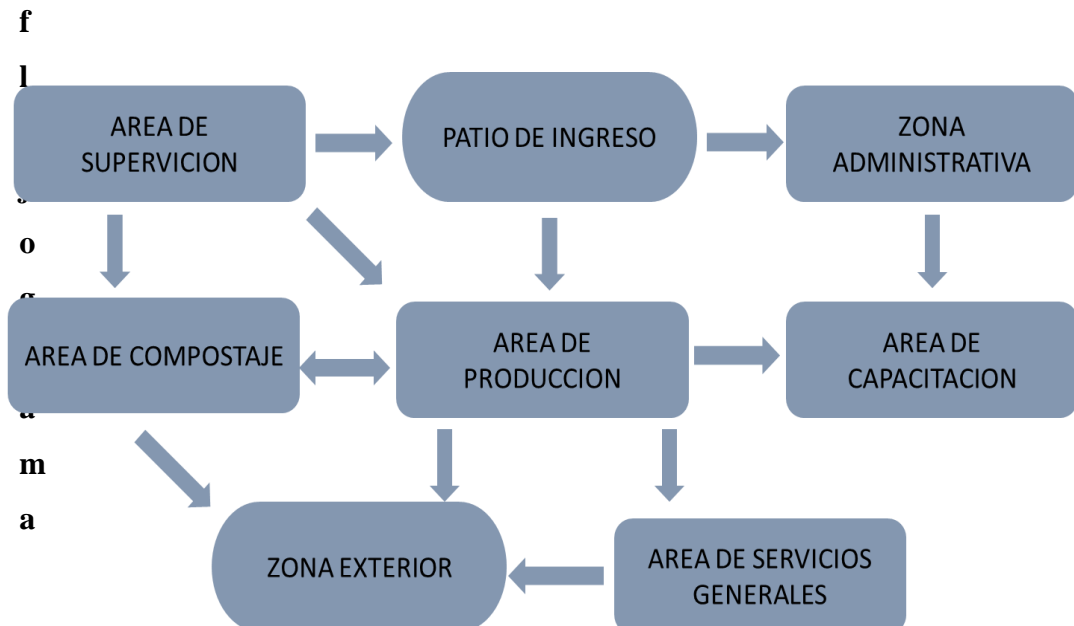 f
l
AREA DE
SUPERVICION
PATIO DE INGRESO
ZONA
ADMINISTRATIVA
o
AREA DE COMPOSTAJE
AREA DE
PRODUCCION
AREA DE
CAPACITACION
m
a
ZONA EXTERIOR
AREA DE SERVICIOS
GENERALES